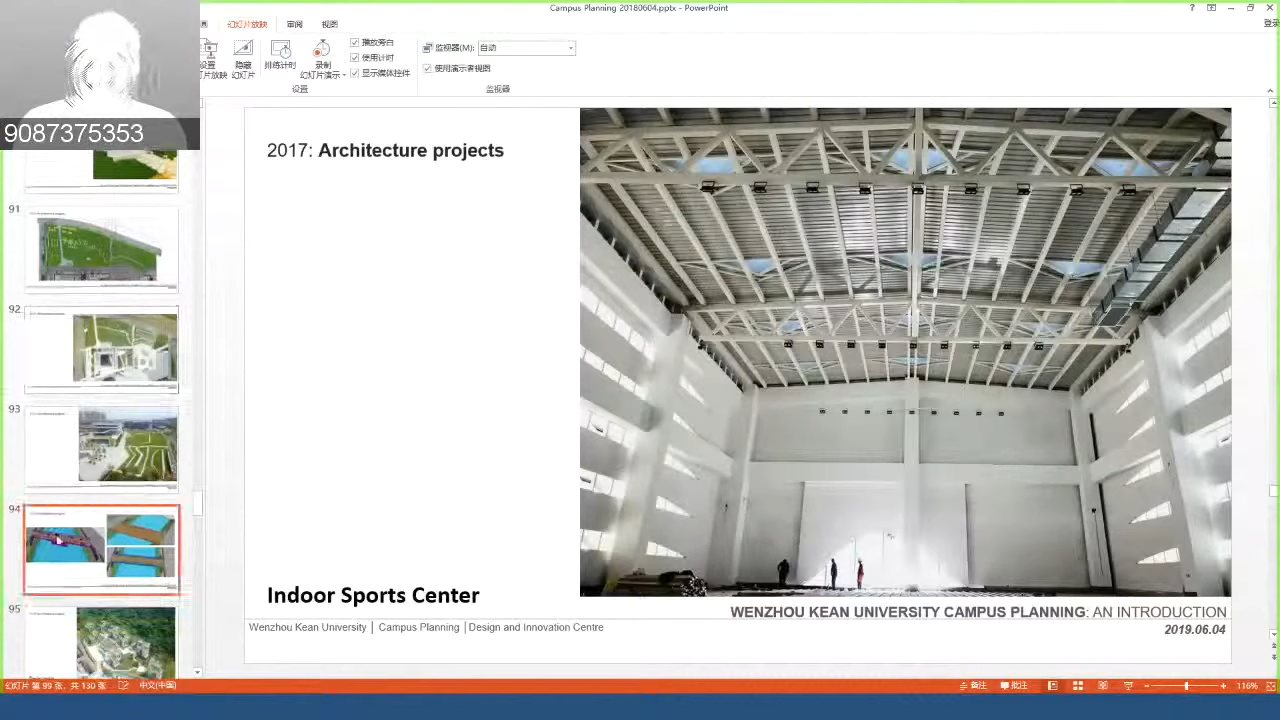 Campus Planning 20180604.pptx - PowerPoint
登录
幻灯片放映
审阅
视图
设置
幻灯片放映
隐藏
幻灯片
排练计时
录制
幻灯片演示
播放旁白
使用计时
显示媒体控件
设置
监视器(M):
自动
使用演示者视图
监视器
9087375353
91
92
93
94
95
2017: Architecture projects
Indoor Sports Center
WENZHOU KEAN UNIVERSITY CAMPUS PLANNING: AN INTRODUCTION
Wenzhou Kean University | Campus Planning | Design and Innovation Centre
2019.06.04
幻灯片 第 99 张，共 130 张
中文(中国)
备注
批注
116%